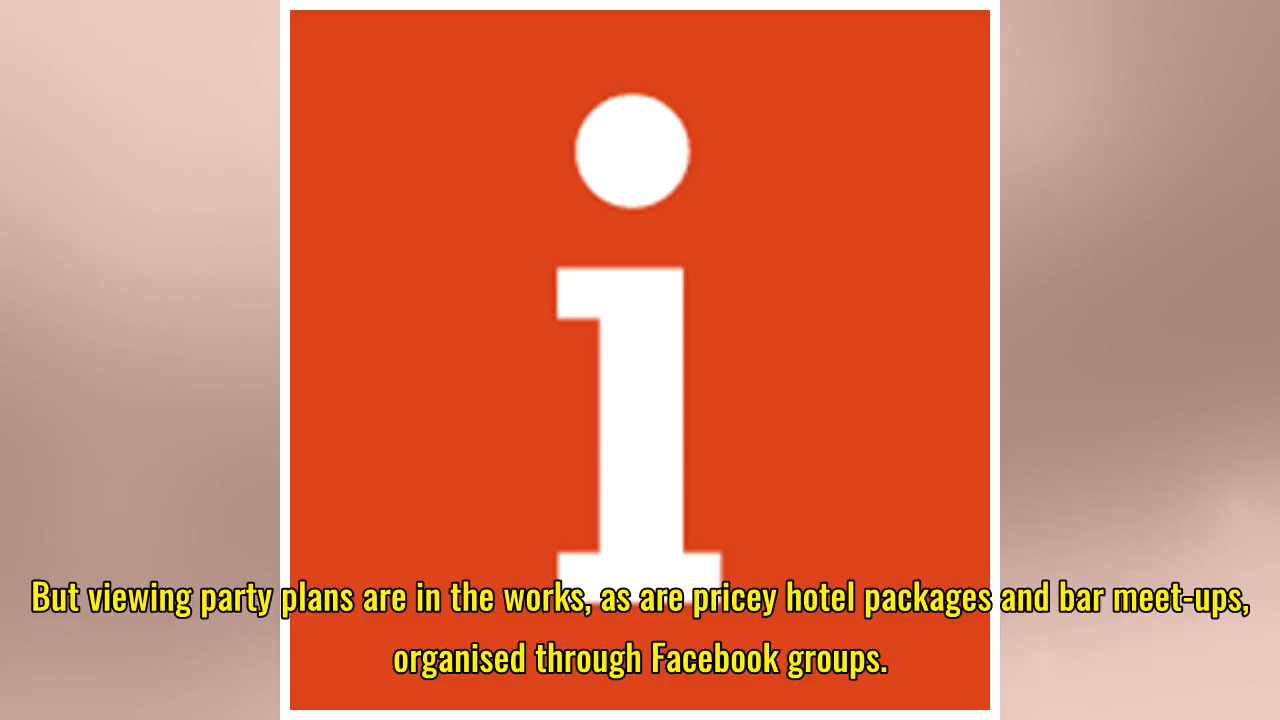 i
But viewing party plans are in the works, as are pricey hotel packages and bar meet-ups,
organised through Facebook groups.